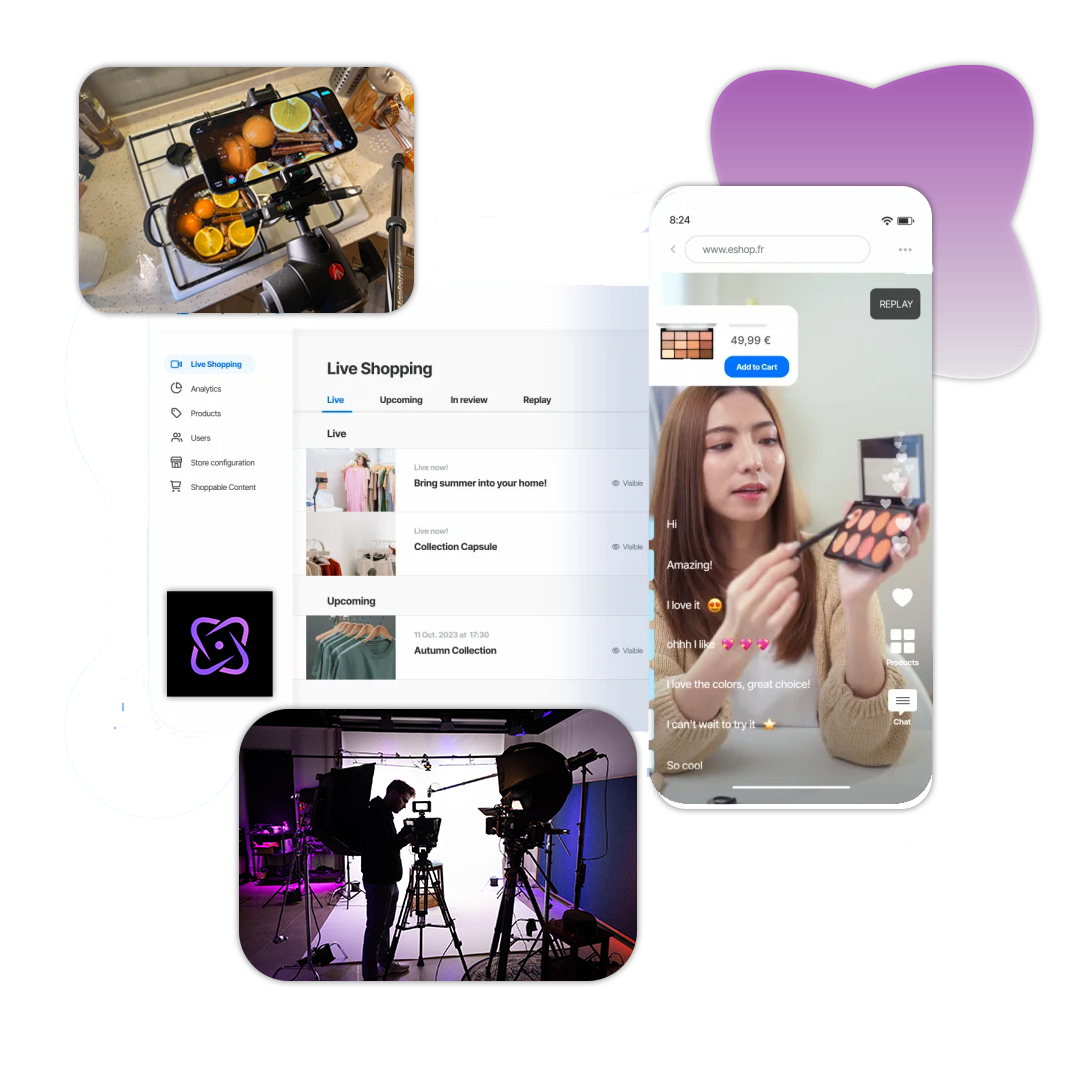 8:24
www.eshop.fr
REPLAY
49,99 €
Add to Cart
Live Shopping
Analytics
Products
Users
Store configuration
Shoppable Content
Live Shopping
Live
Upcoming
In review
Replay
Live
Live now!
Bring summer into your home!
Visible
Live now!
Collection Capsule
Visible
Upcoming
11 Oct. 2023 at 17:30
Autumn Collection
Visible
Hi
Amazing!
I love it 😍
ohhh I like 💖 💖 💖
I love the colors, great choice!
I can't wait to try it ⭐
So cool
Products
Chat